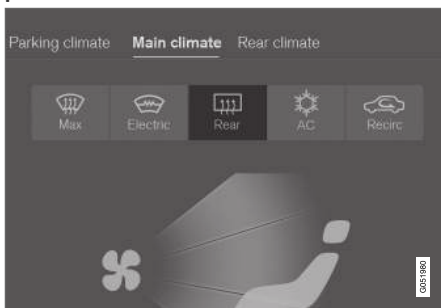 Parking climate Main climate Rear climate
Max Electric Rear AC Recirc
G051980